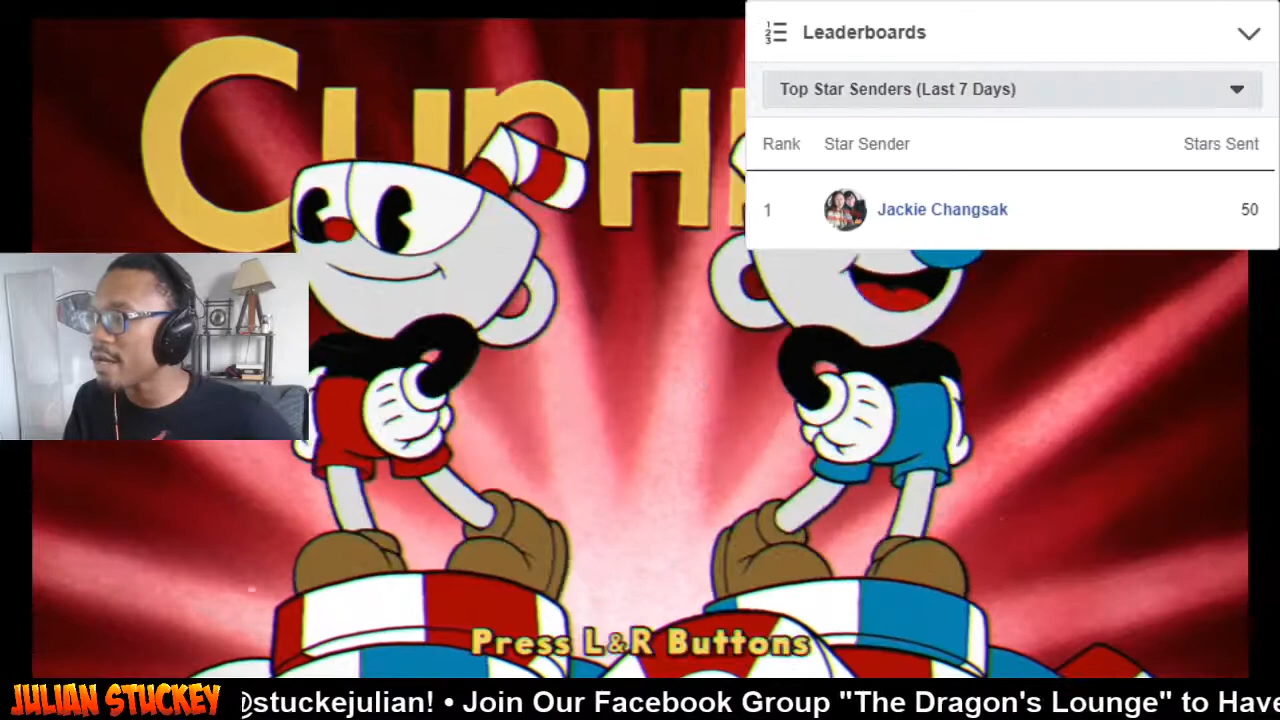 CUPH
Leaderboards
Top Star Senders (Last 7 Days)
Rank Star Sender Stars Sent
1 Jackie Changsak 50
Press L&R Buttons
JULIAN STUCKEY @stuckejulian! • Join Our Facebook Group "The Dragon's Lounge" to Have